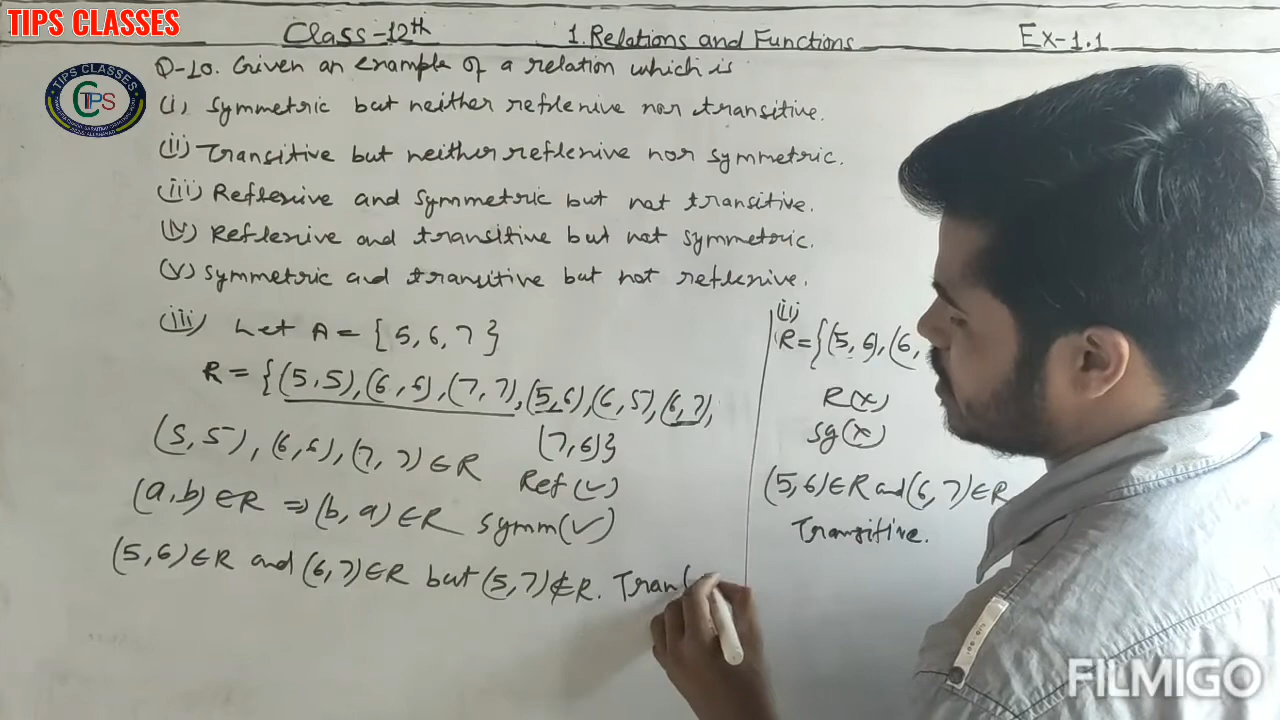 TIPS CLASSES
Class-12th 1. Relations and Functions Ex-1.1
TIPS CLASSES
TIPS
Q-10. Given an example of a relation which is
(i) Symmetric but neither reflexive nor transitive.
(ii) Transitive but neither reflexive nor symmetric.
(iii) Reflexive and symmetric but not transitive.
(iv) Reflexive and transitive but not symmetric.
(v) Symmetric and transitive but not reflexive.
(iii) Let A = {5, 6, 7}
R = {(5,5), (6,6), (7,7), (5,6), (6,5), (6,7),
(7,6)}
(5,5), (6,6), (7,7) ∈ R
Ref (✓)
(a,b) ∈ R ⇒ (b,a) ∈ R Symm (✓)
(5,6) ∈ R and (6,7) ∈ R but (5,7) ∉ R. Tran(
(ii)
R = {(5,6), (6,
R(x)
Sy(x)
(5,6) ∈ R and (6,7) ∈ R
Transitive.
FILMIGO